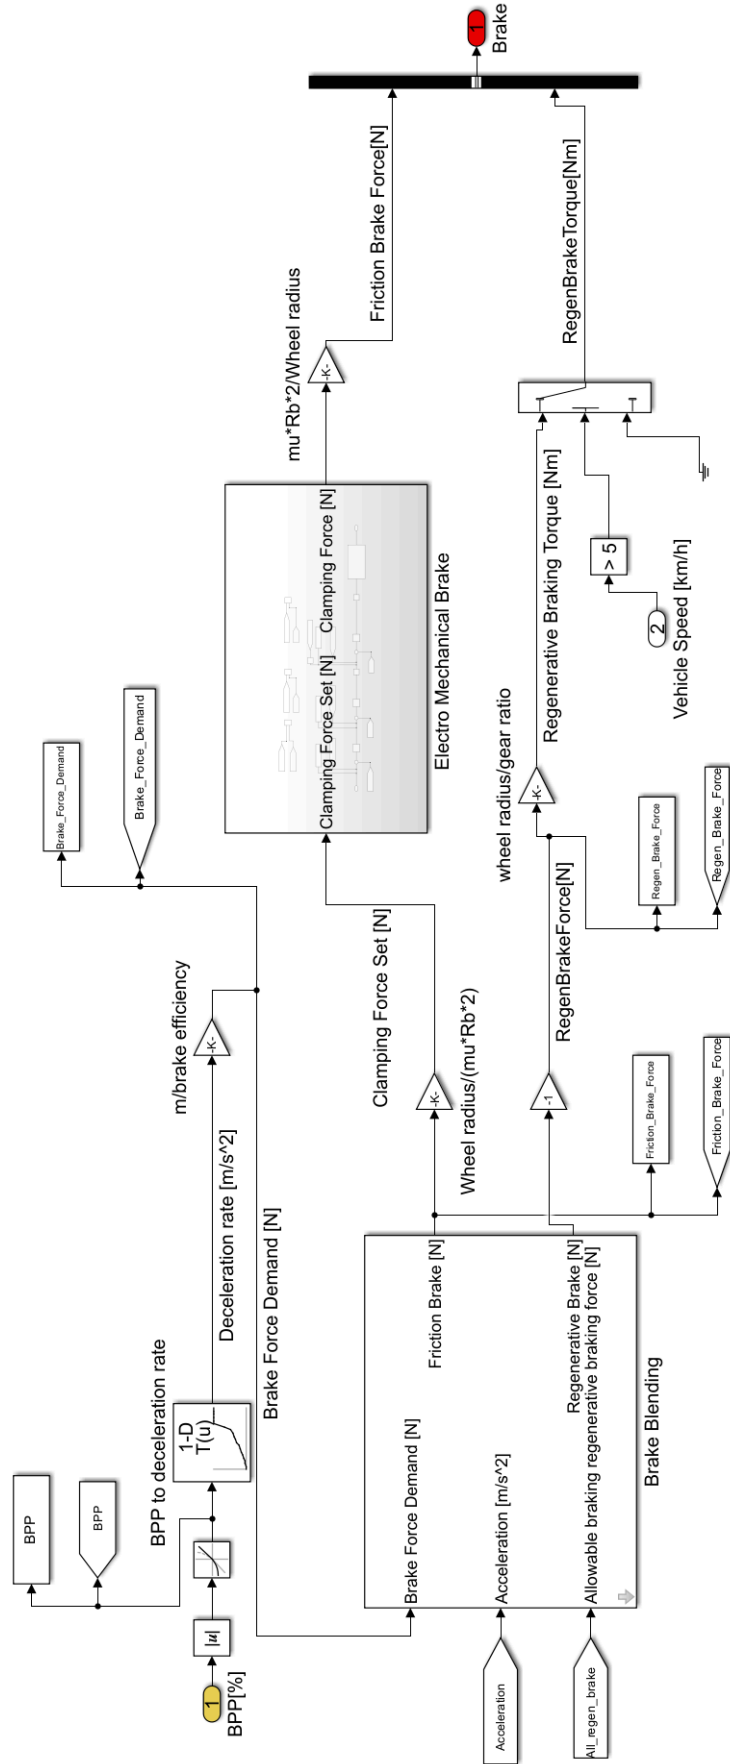 BPP
BPP
1
BPP[%]
|u|
BPP to deceleration rate
1-D
T(u)
Deceleration rate [m/s^2]
m/brake efficiency
-K-
Brake Force Demand [N]
Brake_Force_Demand
Brake_Force_Demand
Acceleration
All_regen_brake
Brake Force Demand [N]
Acceleration [m/s^2]
Allowable braking regenerative braking force [N]
Friction Brake [N]
Regenerative Brake [N]
Brake Blending
Friction_Brake_Force
Friction_Brake_Force
-K-
Wheel radius/(mu*Rb*2)
Clamping Force Set [N]
Clamping Force Set [N]
Clamping Force [N]
Electro Mechanical Brake
mu*Rb*2/Wheel radius
-K-
Friction Brake Force[N]
-1
RegenBrakeForce[N]
Regen_Brake_Force
Regen_Brake_Force
wheel radius/gear ratio
-K-
Regenerative Braking Torque [Nm]
2
Vehicle Speed [km/h]
> 5
RegenBrakeTorque[Nm]
1
Brake